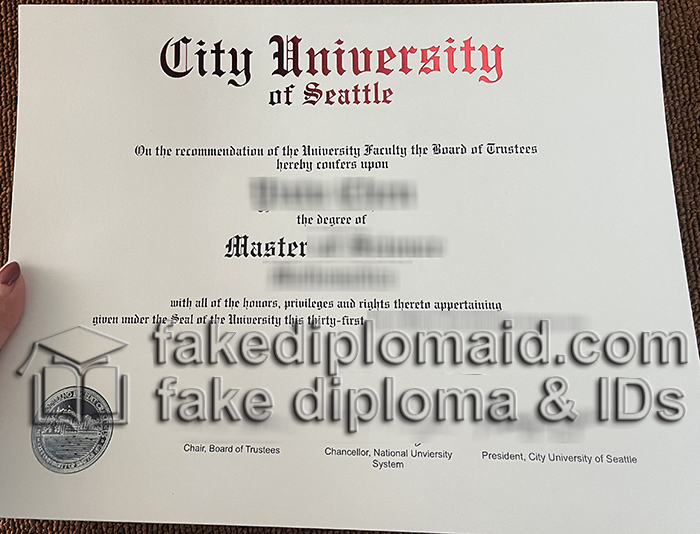 City University
of Seattle
On the recommendation of the University Faculty the Board of Trustees
hereby confers upon
the degree of
Master
with all of the honors, privileges and rights thereto appertaining
given under the Seal of the University this thirty-first
fakediplomaid.com
fake diploma & IDs
Chair, Board of Trustees
Chancellor, National Unviersity
System
President, City University of Seattle